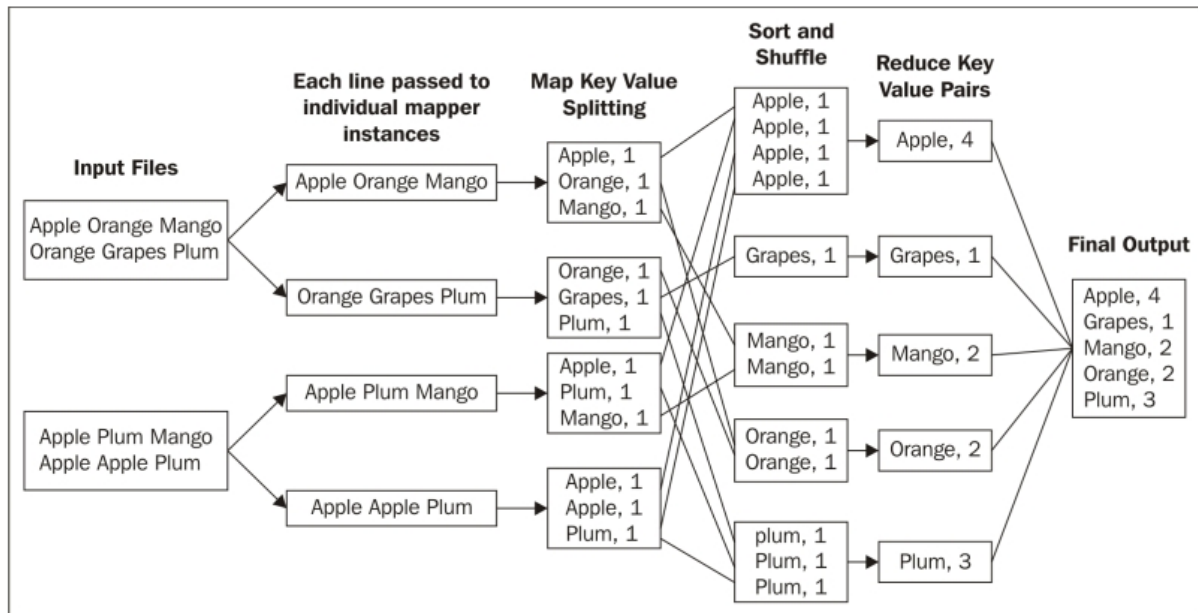 Input Files
Apple Orange Mango
Orange Grapes Plum
Apple Plum Mango
Apple Apple Plum
Each line passed to
individual mapper
instances
Apple Orange Mango
Orange Grapes Plum
Apple Plum Mango
Apple Apple Plum
Map Key Value
Splitting
Apple, 1
Orange, 1
Mango, 1
Orange, 1
Grapes, 1
Plum, 1
Apple, 1
Plum, 1
Mango, 1
Apple, 1
Apple, 1
Plum, 1
Sort and
Shuffle
Apple, 1
Apple, 1
Apple, 1
Apple, 1
Grapes, 1
Mango, 1
Mango, 1
Orange, 1
Orange, 1
plum, 1
Plum, 1
Plum, 1
Reduce Key
Value Pairs
Apple, 4
Grapes, 1
Mango, 2
Orange, 2
Plum, 3
Final Output
Apple, 4
Grapes, 1
Mango, 2
Orange, 2
Plum, 3